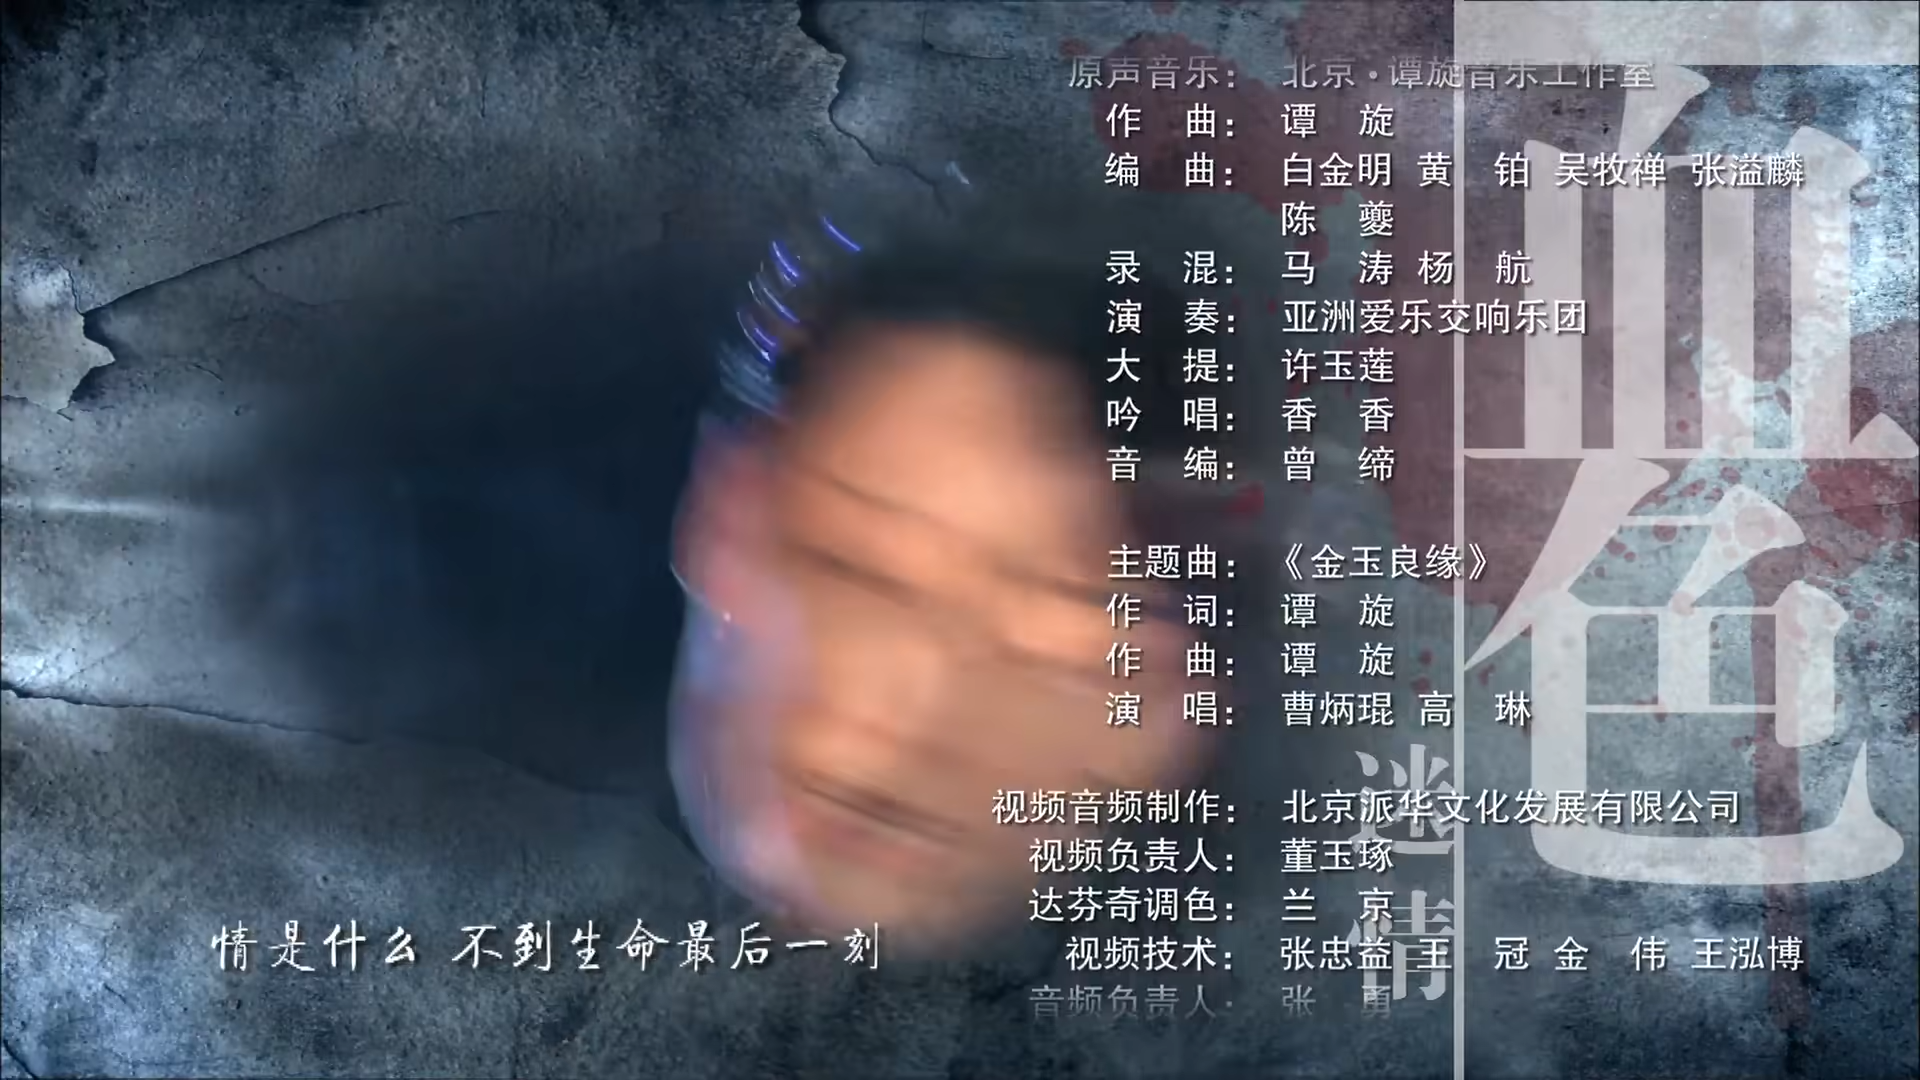 原声音乐： 北京·谭旋音乐工作室
作 曲： 谭 旋
编 曲： 白金明 黄 铂 吴牧禅 张溢麟
陈 夔
录 混： 马 涛 杨 航
演 奏： 亚洲爱乐交响乐团
大 提： 许玉莲
吟 唱： 香 香
音 编： 曾 缔
主题曲： 《金玉良缘》
作 词： 谭 旋
作 曲： 谭 旋
演 唱： 曹炳琨 高 琳
视频音频制作： 北京派华文化发展有限公司
视频负责人： 董玉琢
达芬奇调色： 兰 京
视频技术： 张忠益 王 冠 金 伟 王泓博
音频负责人： 张 勇
情是什么 不到生命最后一刻
血色
迷情